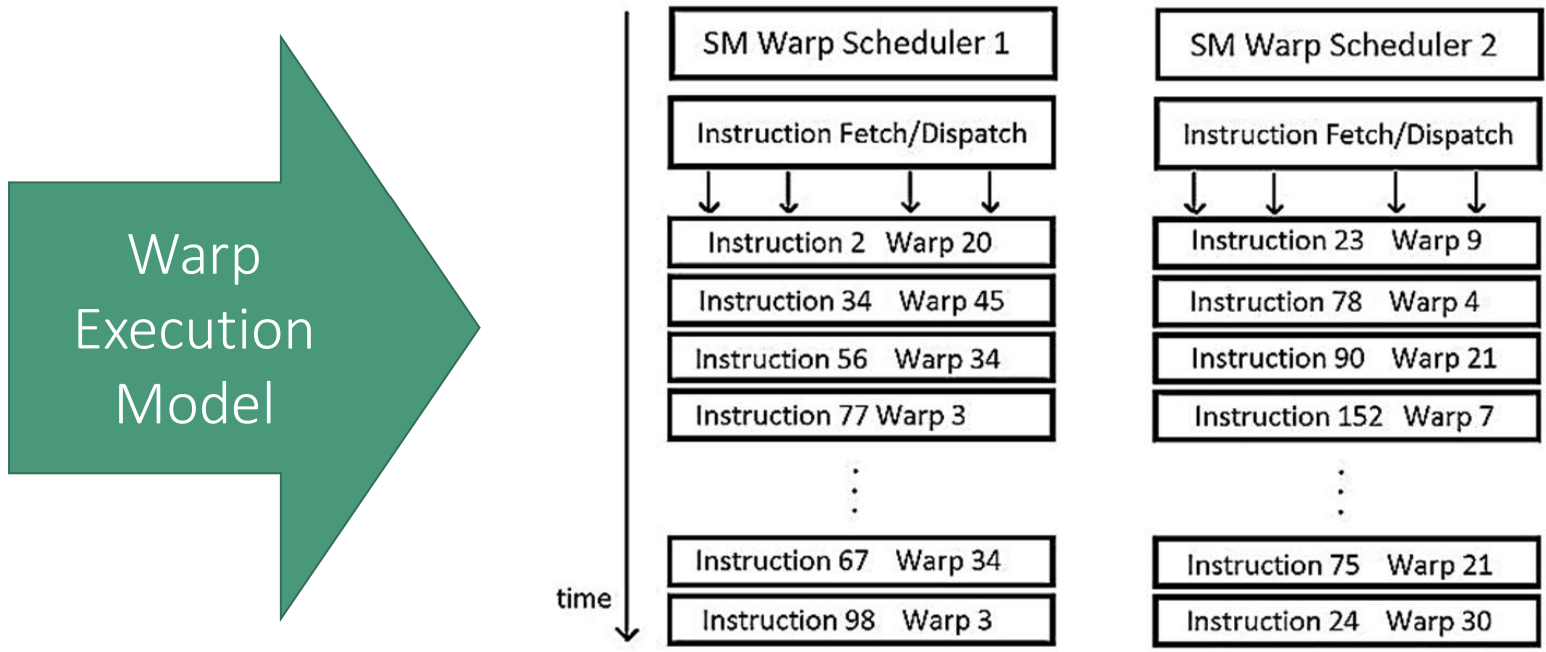 Warp
Execution
Model
time
SM Warp Scheduler 1
Instruction Fetch/Dispatch
Instruction 2 Warp 20
Instruction 34 Warp 45
Instruction 56 Warp 34
Instruction 77 Warp 3
Instruction 67 Warp 34
Instruction 98 Warp 3
SM Warp Scheduler 2
Instruction Fetch/Dispatch
Instruction 23 Warp 9
Instruction 78 Warp 4
Instruction 90 Warp 21
Instruction 152 Warp 7
Instruction 75 Warp 21
Instruction 24 Warp 30